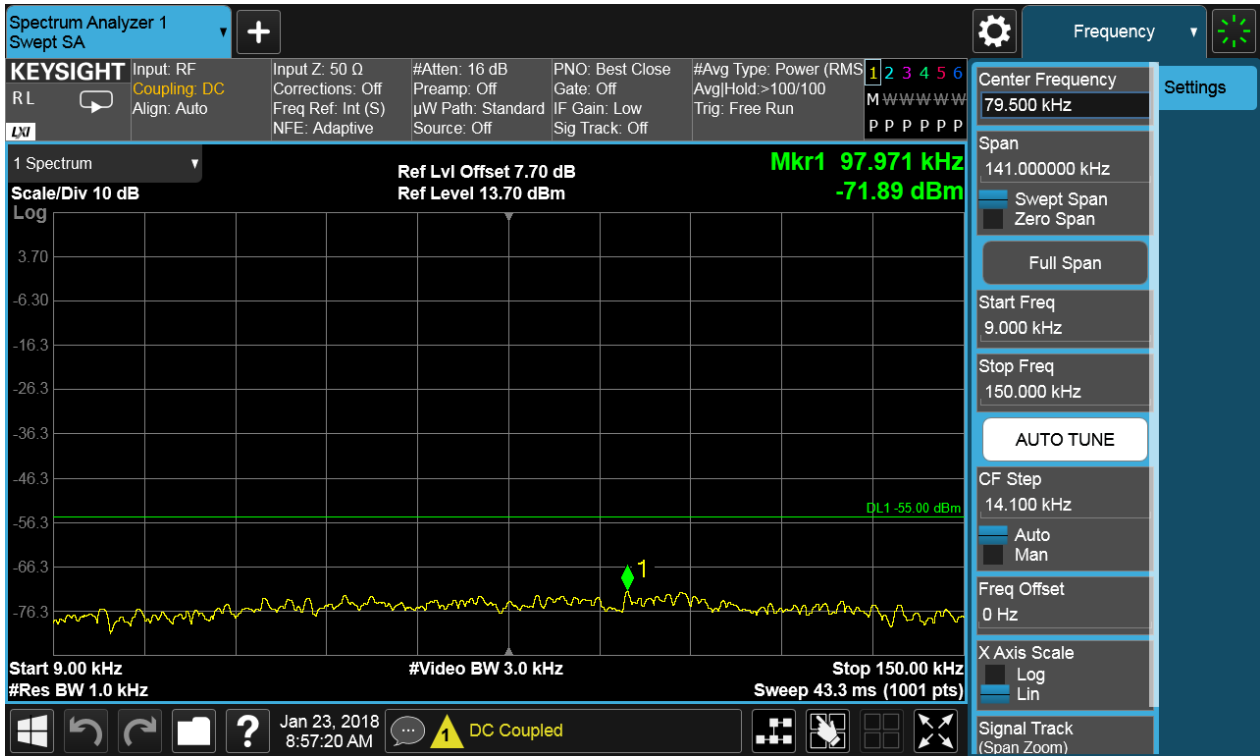 Spectrum Analyzer 1
Swept SA
+
Frequency
KEYSIGHT
R L
LXI
Input: RF
Coupling: DC
Align: Auto
Input Z: 50 Ω
Corrections: Off
Freq Ref: Int (S)
NFE: Adaptive
#Atten: 16 dB
Preamp: Off
µW Path: Standard
Source: Off
PNO: Best Close
Gate: Off
IF Gain: Low
Sig Track: Off
#Avg Type: Power (RMS
Avg|Hold:>100/100
Trig: Free Run
1 2 3 4 5 6
M W W W W W
P P P P P P
1 Spectrum
Scale/Div 10 dB
Log
Ref Lvl Offset 7.70 dB
Ref Level 13.70 dBm
Mkr1 97.971 kHz
-71.89 dBm
3.70
-6.30
-16.3
-26.3
-36.3
-46.3
-56.3
-66.3
-76.3
DL1 -55.00 dBm
1
Start 9.00 kHz
#Res BW 1.0 kHz
#Video BW 3.0 kHz
Stop 150.00 kHz
Sweep 43.3 ms (1001 pts)
Center Frequency
79.500 kHz
Span
141.000000 kHz
Swept Span
Zero Span
Full Span
Start Freq
9.000 kHz
Stop Freq
150.000 kHz
AUTO TUNE
CF Step
14.100 kHz
Auto
Man
Freq Offset
0 Hz
X Axis Scale
Log
Lin
Signal Track
(Span Zoom)
Settings
?
Jan 23, 2018
8:57:20 AM
1
DC Coupled